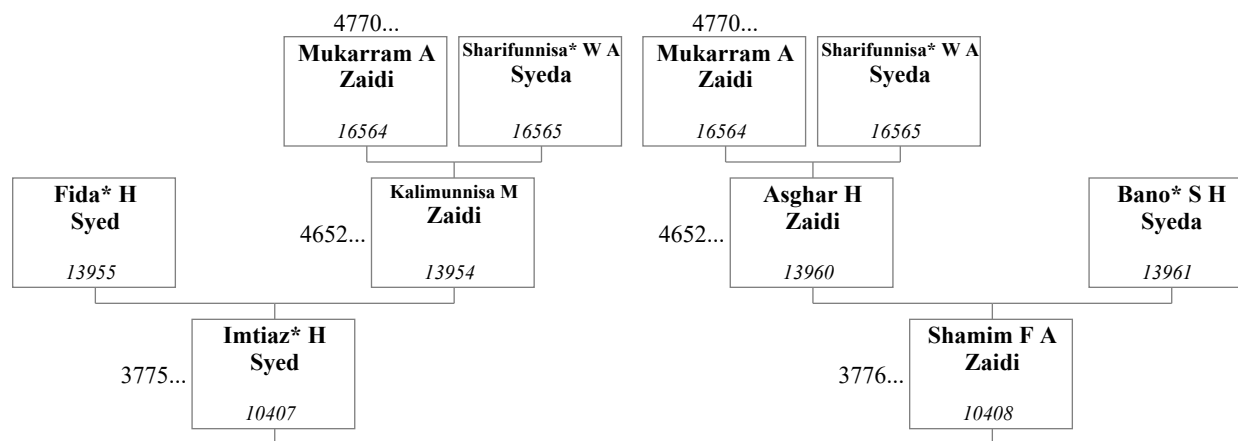 4770...
Mukarram A
Zaidi
16564
Sharifunnisa* W A
Syeda
16565
4770...
Mukarram A
Zaidi
16564
Sharifunnisa* W A
Syeda
16565
Fida* H
Syed
13955
4652...
Kalimunnisa M
Zaidi
13954
4652...
Asghar H
Zaidi
13960
Bano* S H
Syeda
13961
3775...
Imtiaz* H
Syed
10407
3776...
Shamim F A
Zaidi
10408